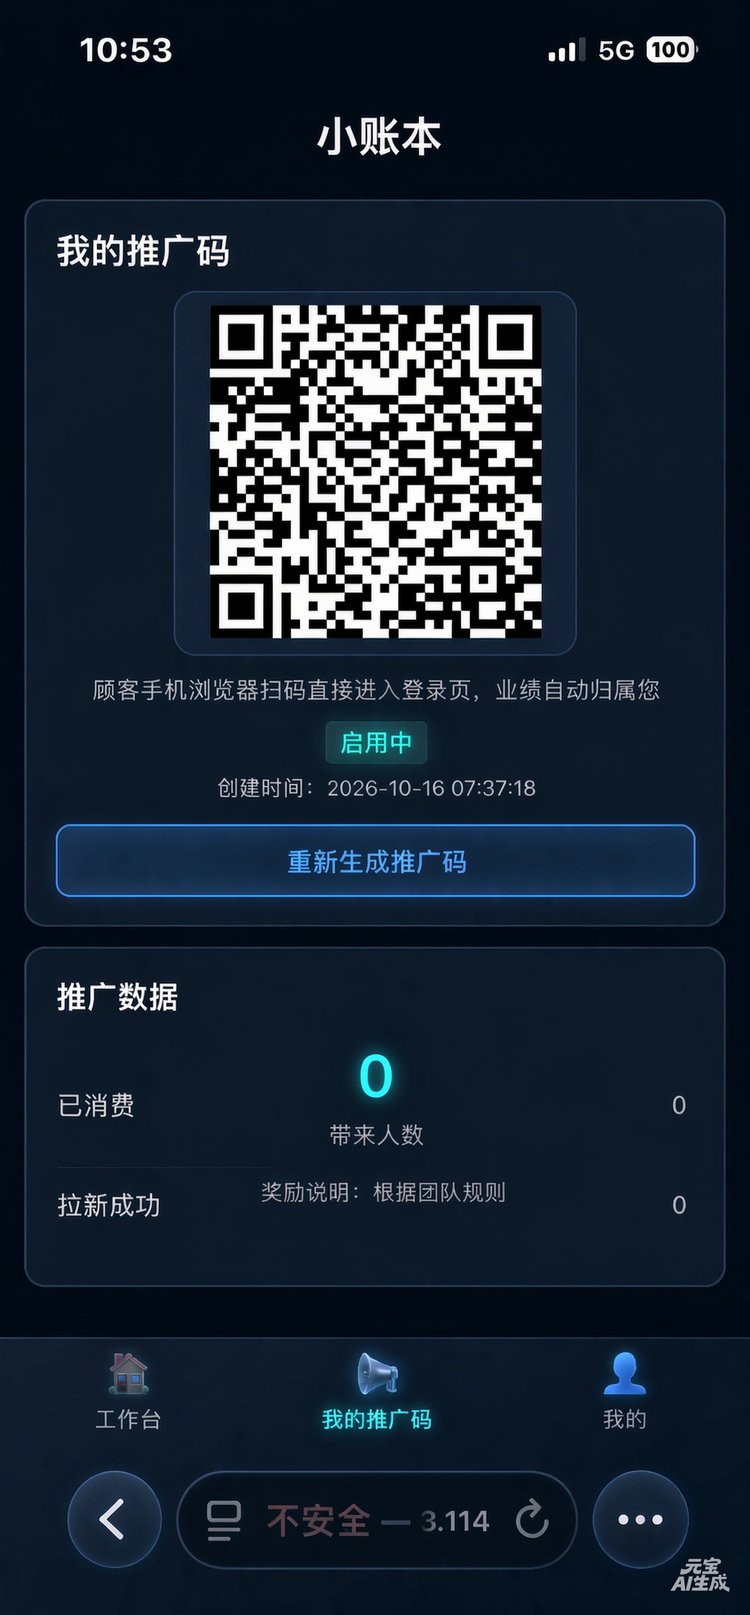 10:53
5G 100
小账本
我的推广码
顾客手机浏览器扫码直接进入登录页，业绩自动归属您
启用中
创建时间：2026-10-16 07:37:18
重新生成推广码
推广数据
0
已消费 0
带来人数
奖励说明：根据团队规则
拉新成功 0
工作台 我的推广码 我的
不安全 — 3.114
元宝
AI生成